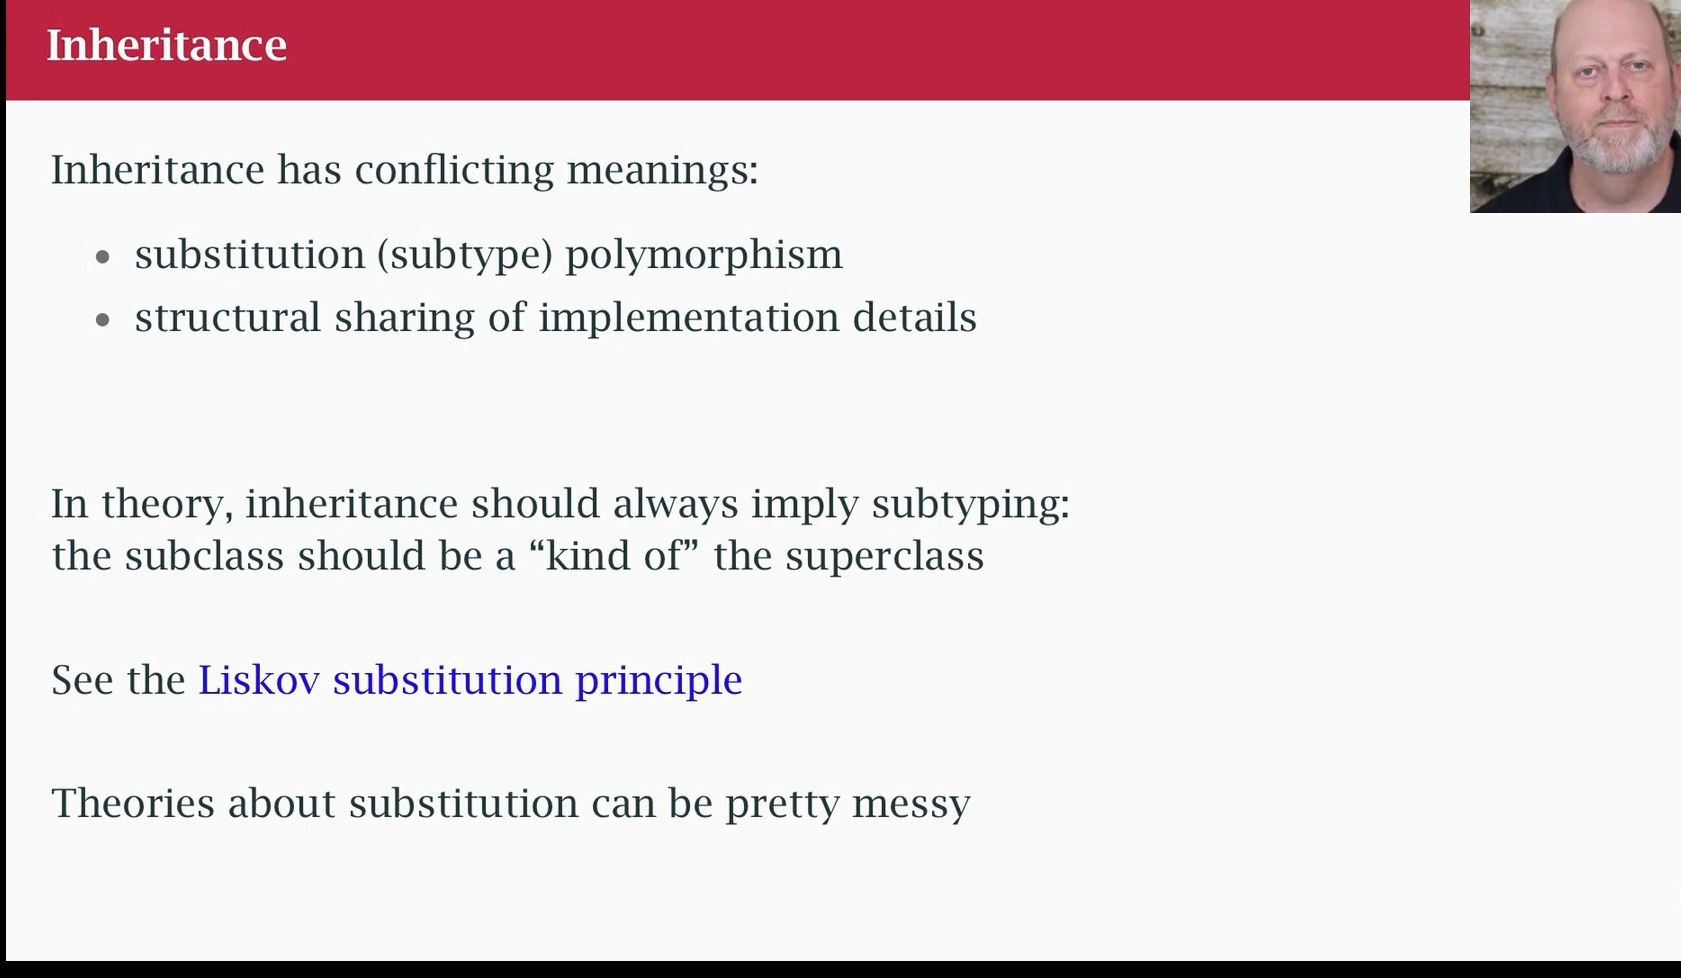 Inheritance
Inheritance has conflicting meanings:
• substitution (subtype) polymorphism
• structural sharing of implementation details
In theory, inheritance should always imply subtyping:
the subclass should be a “kind of” the superclass
See the Liskov substitution principle
Theories about substitution can be pretty messy